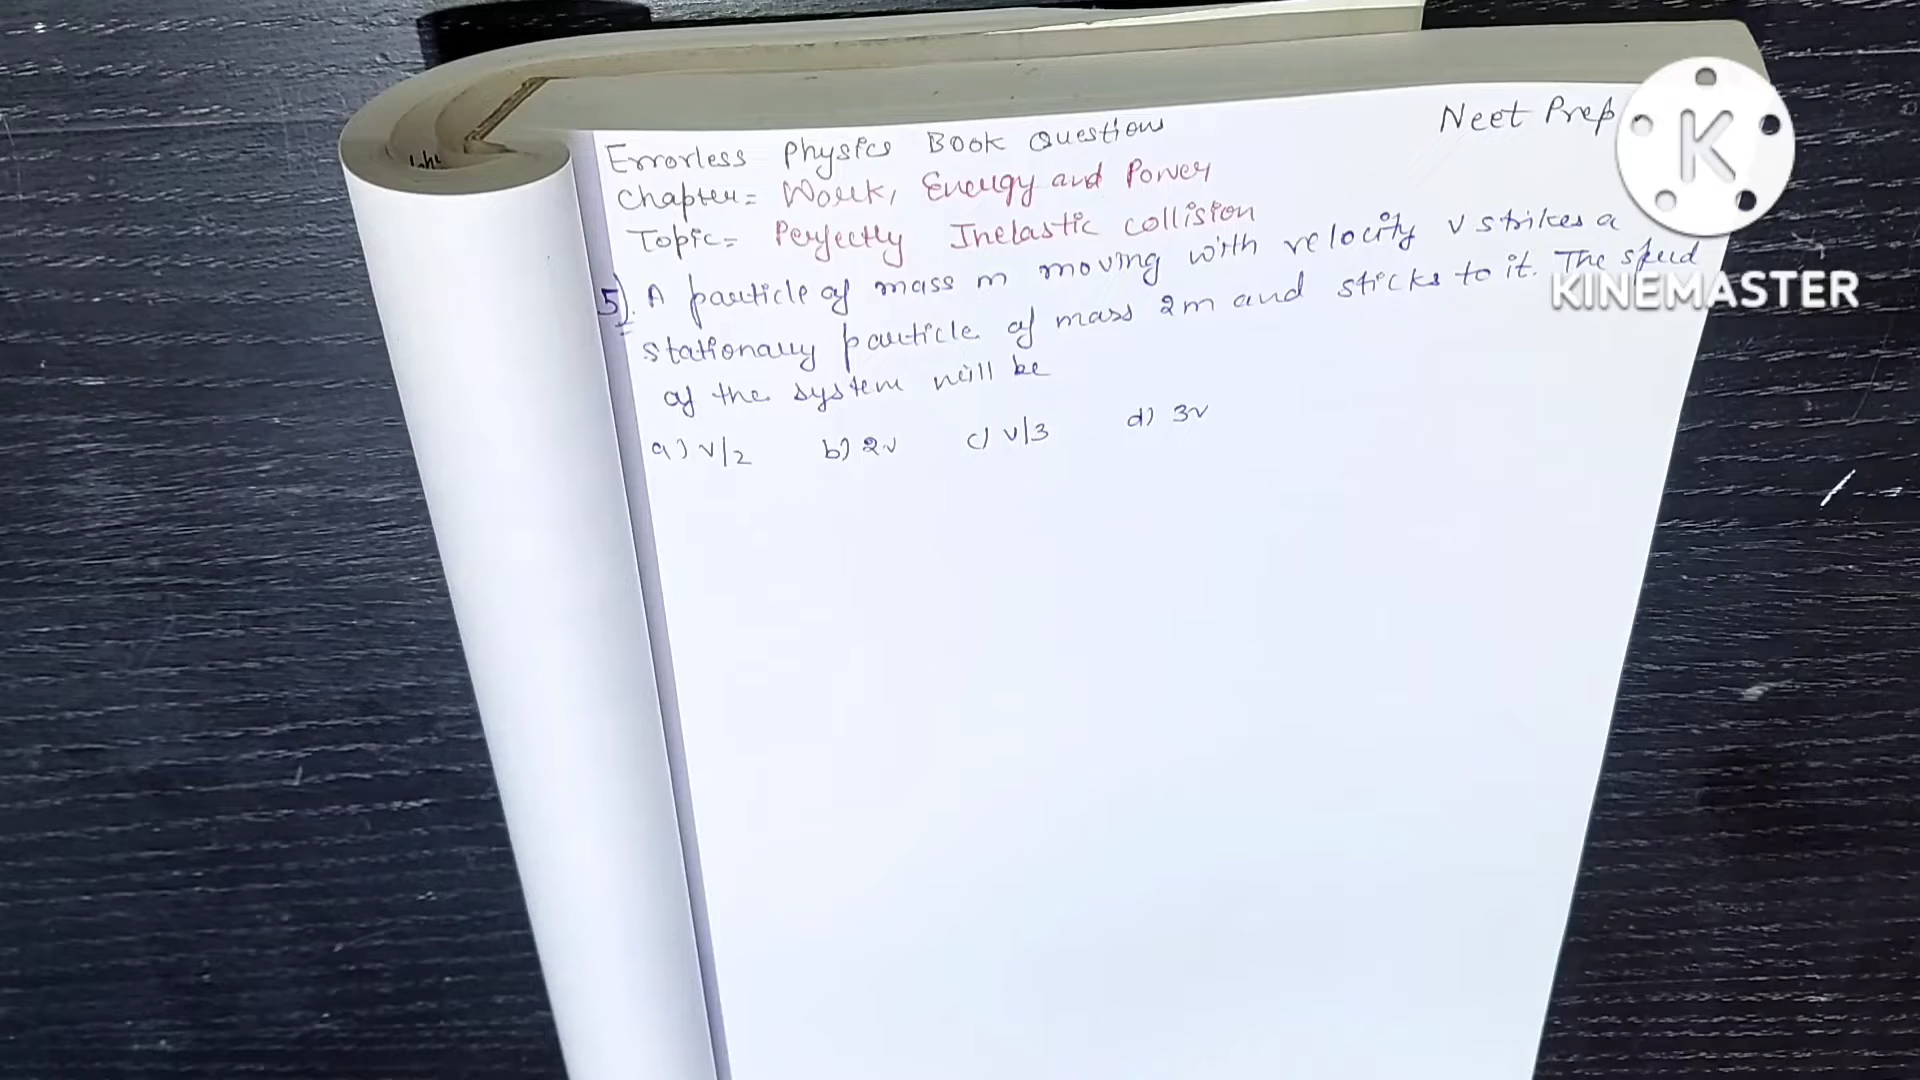 Neet Prep
Errorless Physics Book Questions
Chapter= Work, Energy and Power
Topic= Perfectly Inelastic collision
5). A particle of mass m moving with velocity v strikes a
stationary particle of mass 2m and sticks to it. The speed
of the system will be
a) v/2 b) 2v c) v/3 d) 3v
K
KINEMASTER